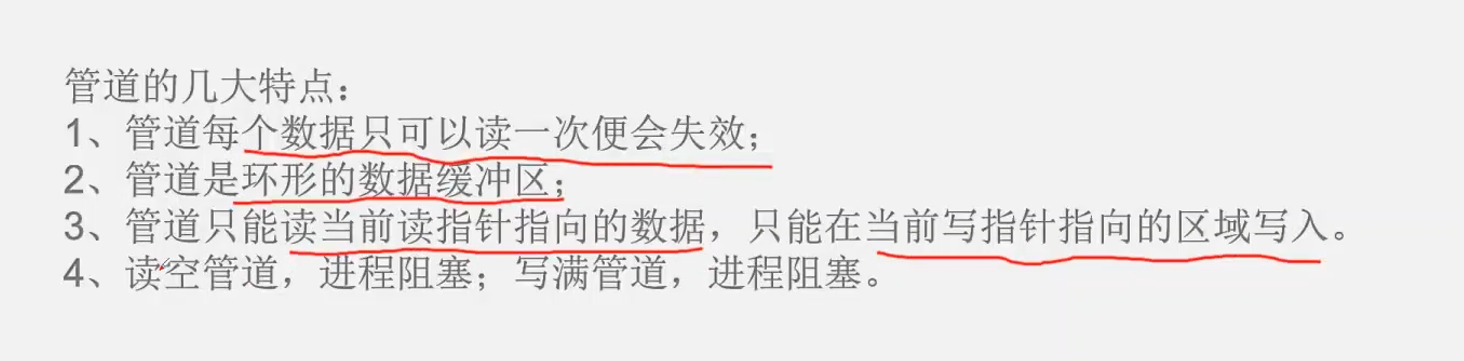 管道的几大特点：
1、管道每个数据只可以读一次便会失效；
2、管道是环形的数据缓冲区；
3、管道只能读当前读指针指向的数据，只能在当前写指针指向的区域写入。
4、读空管道，进程阻塞；写满管道，进程阻塞。